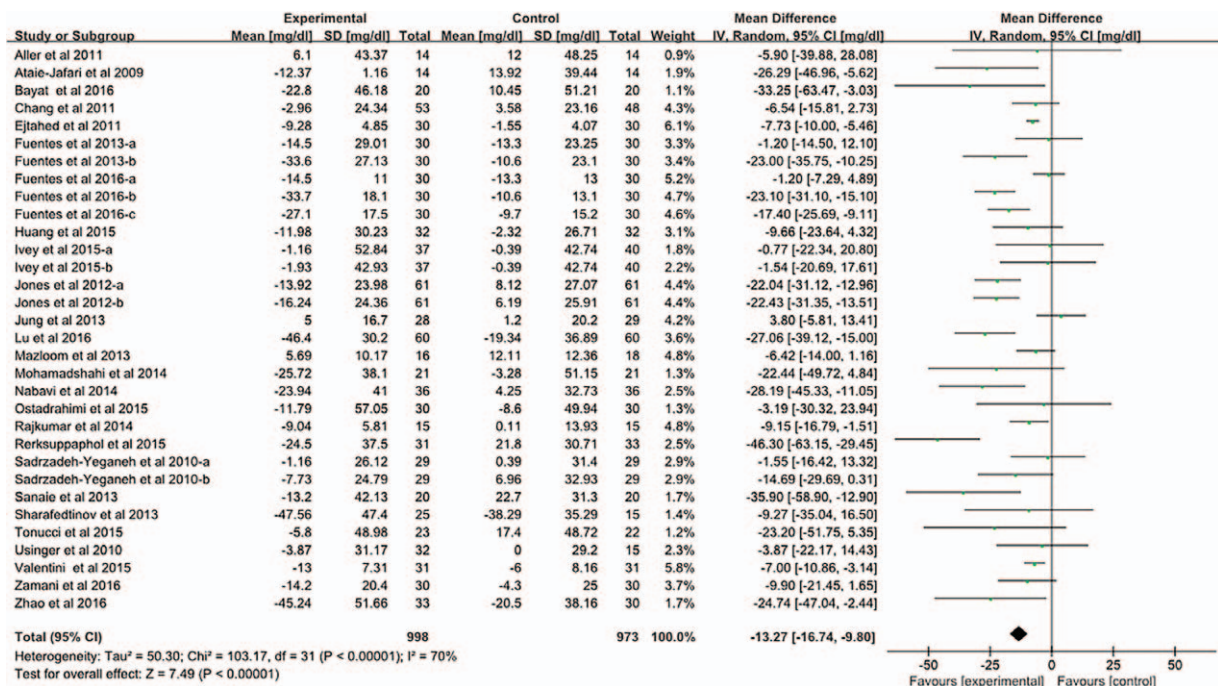 Experimental Control Mean Difference Mean Difference
Study or Subgroup Mean [mg/dl] SD [mg/dl] Total Mean [mg/dl] SD [mg/dl] Total Weight IV, Random, 95% CI [mg/dl] IV, Random, 95% CI [mg/dl]
Aller et al 2011 6.1 43.37 14 12 48.25 14 0.9% -5.90 [-39.88, 28.08]
Ataie-Jafari et al 2009 -12.37 1.16 14 13.92 39.44 14 1.9% -26.29 [-46.96, -5.62]
Bayat et al 2016 -22.8 46.18 20 10.45 51.21 20 1.1% -33.25 [-63.47, -3.03]
Chang et al 2011 -2.96 24.34 53 3.58 23.16 48 4.3% -6.54 [-15.81, 2.73]
Ejtahed et al 2011 -9.28 4.85 30 -1.55 4.07 30 6.1% -7.73 [-10.00, -5.46]
Fuentes et al 2013-a -14.5 29.01 30 -13.3 23.25 30 3.3% -1.20 [-14.50, 12.10]
Fuentes et al 2013-b -33.6 27.13 30 -10.6 23.1 30 3.4% -23.00 [-35.75, -10.25]
Fuentes et al 2016-a -14.5 11 30 -13.3 13 30 5.2% -1.20 [-7.29, 4.89]
Fuentes et al 2016-b -33.7 18.1 30 -10.6 13.1 30 4.7% -23.10 [-31.10, -15.10]
Fuentes et al 2016-c -27.1 17.5 30 -9.7 15.2 30 4.6% -17.40 [-25.69, -9.11]
Huang et al 2015 -11.98 30.23 32 -2.32 26.71 32 3.2% -9.66 [-23.64, 4.32]
Ivey et al 2015-a -1.16 52.84 37 -0.39 42.74 40 1.8% -0.77 [-22.34, 20.80]
Ivey et al 2015-b -1.93 42.93 37 -0.39 42.74 40 2.2% -1.54 [-20.69, 17.61]
Jones et al 2012-a -13.92 23.98 61 8.12 27.07 61 4.4% -22.04 [-31.12, -12.96]
Jones et al 2012-b -16.24 24.36 61 6.19 25.91 61 4.4% -22.43 [-31.35, -13.51]
Jung et al 2013 5 16.7 28 1.2 20.2 29 4.2% 3.80 [-5.81, 13.41]
Lu et al 2016 -46.4 30.2 60 -19.34 36.89 60 3.6% -27.06 [-39.12, -15.00]
Mazloom et al 2013 5.69 10.17 16 12.11 12.36 18 4.8% -6.42 [-14.00, 1.16]
Mohamadshahi et al 2014 -25.72 38.1 21 -3.28 51.15 21 1.3% -22.44 [-49.72, 4.84]
Nabavi et al 2014 -23.94 41 36 4.25 32.73 36 2.5% -28.19 [-45.33, -11.05]
Ostadrahimi et al 2015 -11.79 57.05 30 -8.6 49.94 30 1.3% -3.19 [-30.32, 23.94]
Rajkumar et al 2014 -9.04 5.81 15 0.11 13.93 15 4.8% -9.15 [-16.79, -1.51]
Rerksuppaphol et al 2015 -24.5 37.5 31 21.8 30.71 33 2.5% -46.30 [-63.15, -29.45]
Sadrzadeh-Yeganeh et al 2010-a -1.16 26.12 29 0.39 31.4 29 2.9% -1.55 [-16.42, 13.32]
Sadrzadeh-Yeganeh et al 2010-b -7.73 24.79 29 6.96 32.93 29 2.9% -14.69 [-29.69, 0.31]
Sanaie et al 2013 -13.2 42.13 20 22.7 31.3 20 1.7% -35.90 [-58.90, -12.90]
Sharafedtinov et al 2013 -47.56 47.4 25 -38.29 35.29 15 1.4% -9.27 [-35.04, 16.50]
Tonucci et al 2015 -5.8 48.98 23 17.4 48.72 22 1.2% -23.20 [-51.75, 5.35]
Usinger et al 2010 -3.87 31.17 32 0 29.2 15 2.3% -3.87 [-22.17, 14.43]
Valentini et al 2015 -13 7.31 31 -6 8.16 31 5.8% -7.00 [-10.86, -3.14]
Zamani et al 2016 -14.2 20.4 30 -4.3 25 30 3.7% -9.90 [-21.45, 1.65]
Zhao et al 2016 -45.24 51.66 33 -20.5 38.16 30 1.7% -24.74 [-47.04, -2.44]
Total (95% CI) 998 973 100.0% -13.27 [-16.74, -9.80]
Heterogeneity: Tau² = 50.30; Chi² = 103.17, df = 31 (P < 0.00001); I² = 70%
Test for overall effect: Z = 7.49 (P < 0.00001)
-50 -25 0 25 50
Favours [experimental] Favours [control]